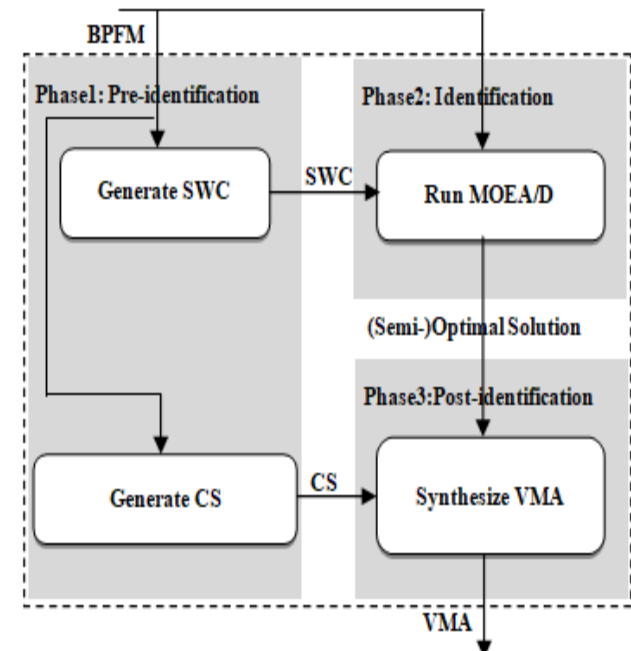 BPFM
Phase1: Pre-identification
Phase2: Identification
Generate SWC
SWC
Run MOEA/D
(Semi-)Optimal Solution
Phase3:Post-identification
Generate CS
CS
Synthesize VMA
VMA